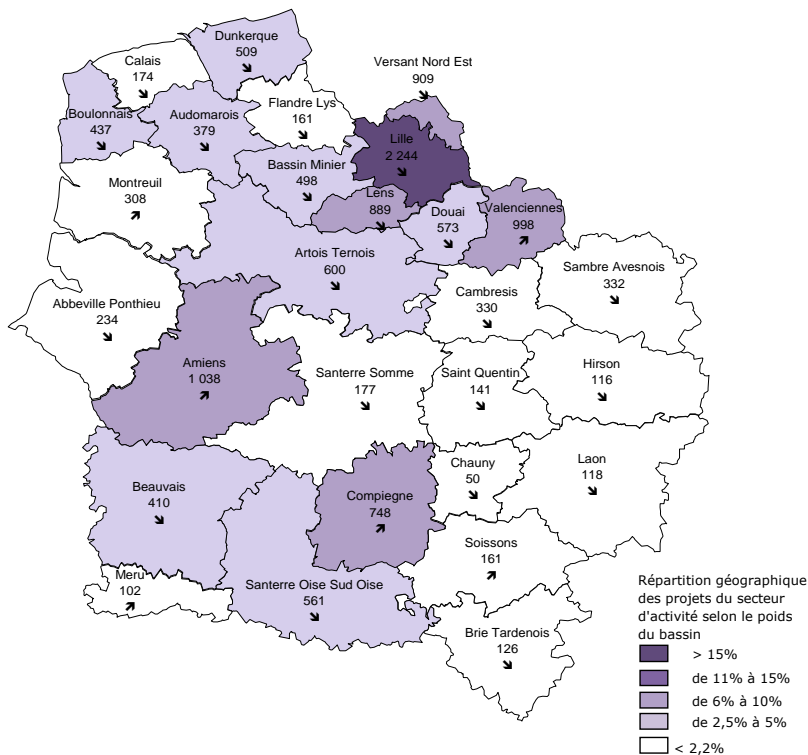 Dunkerque
509
Calais
174
Versant Nord Est
909
Flandre Lys
161
Boulonnais
437
Audomarois
379
Lille
2 244
Bassin Minier
498
Montreuil
308
Lens
889
Douai
573
Valenciennes
998
Artois Ternois
600
Sambre Avesnois
332
Cambresis
330
Abbeville Ponthieu
234
Amiens
1 038
Santerre Somme
177
Saint Quentin
141
Hirson
116
Chauny
50
Laon
118
Beauvais
410
Compiegne
748
Soissons
161
Meru
102
Santerre Oise Sud Oise
561
Brie Tardenois
126
Répartition géographique
des projets du secteur
d'activité selon le poids
du bassin
> 15%
de 11% à 15%
de 6% à 10%
de 2,5% à 5%
< 2,2%